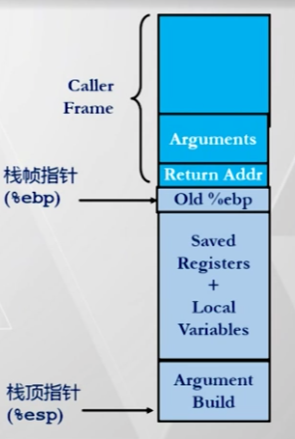 Caller
Frame
Arguments
Return Addr
栈帧指针
(%ebp)
Old %ebp
Saved
Registers
+
Local
Variables
栈顶指针
(%esp)
Argument
Build